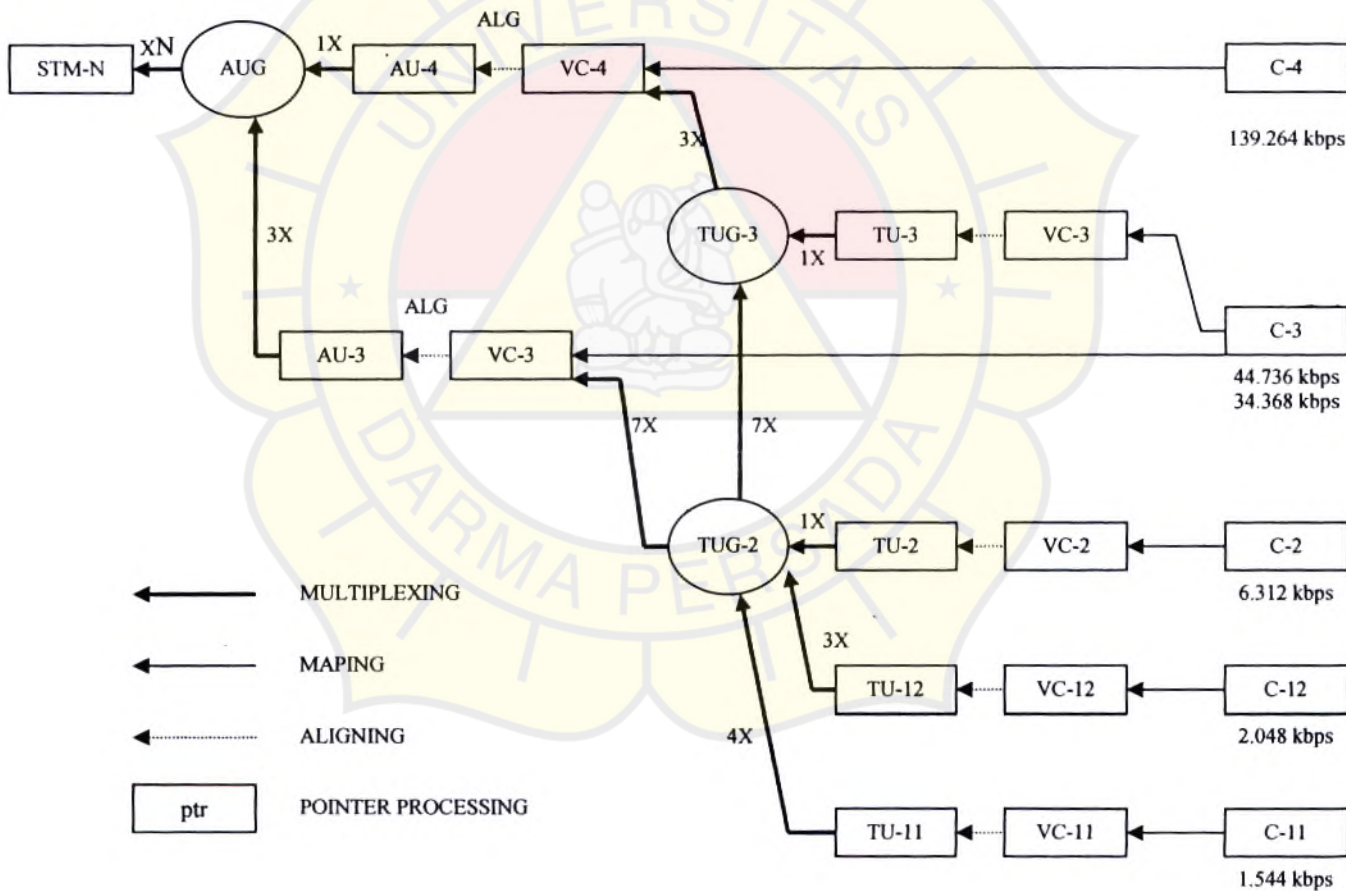 ALG
STM-N
XN
AUG
1X
AU-4
VC-4
C-4
139.264 kbps
3X
TUG-3
1X
TU-3
VC-3
3X
ALG
C-3
AU-3
VC-3
44.736 kbps
34.368 kbps
7X
7X
TUG-2
1X
TU-2
VC-2
C-2
6.312 kbps
MULTIPLEXING
3X
MAPING
TU-12
VC-12
C-12
2.048 kbps
ALIGNING
4X
ptr
POINTER PROCESSING
TU-11
VC-11
C-11
1.544 kbps
UNIVERSITAS
DARMA PERSADA